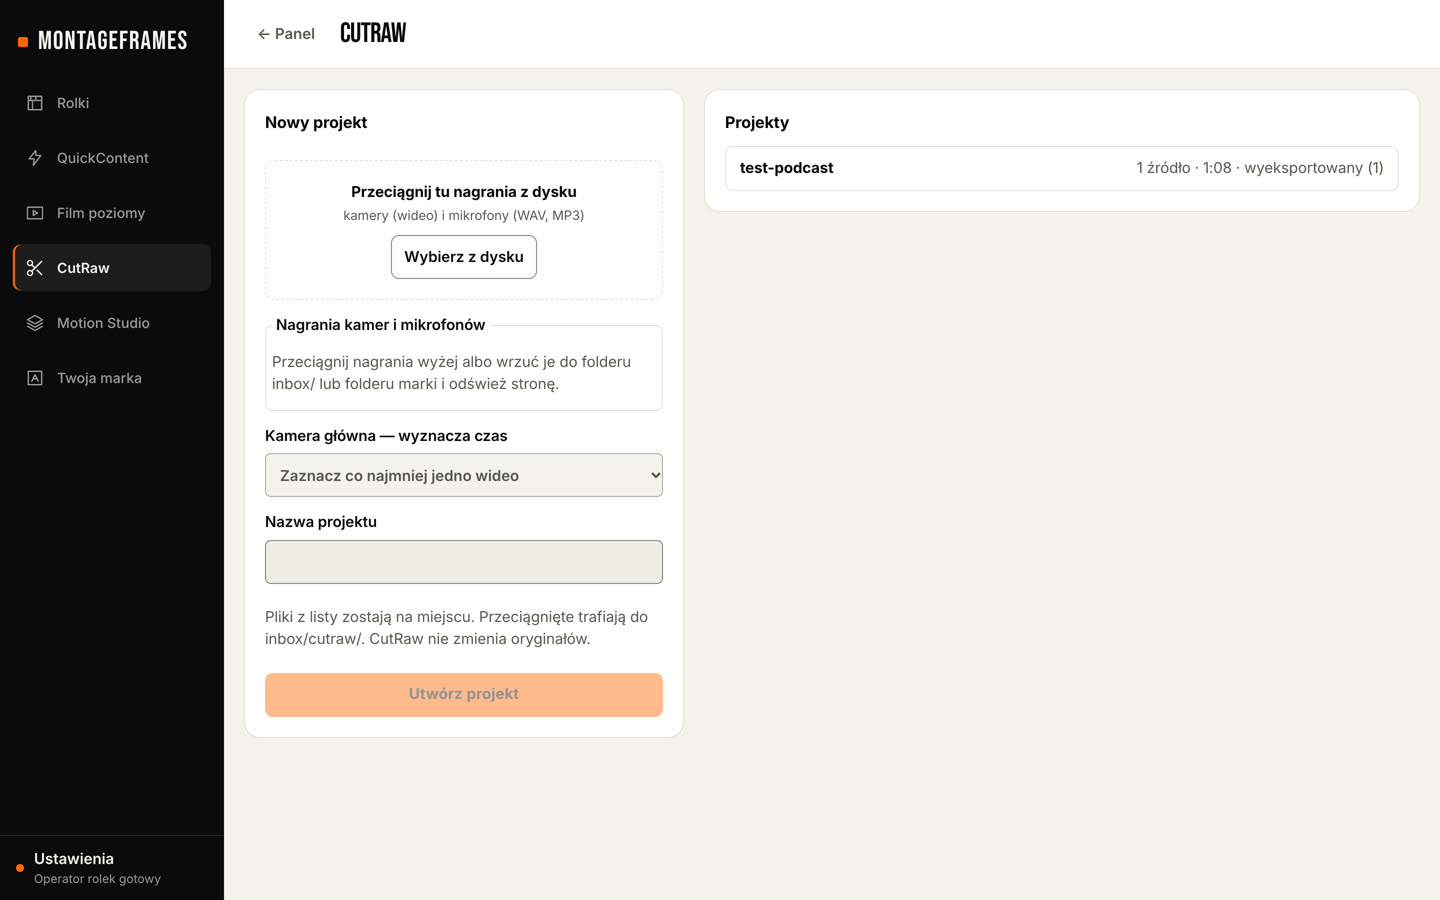 MONTAGEFRAMES
Rolki
QuickContent
Film poziomy
CutRaw
Motion Studio
Twoja marka
Ustawienia
Operator rolek gotowy
← Panel
CUTRAW
Nowy projekt
Przeciągnij tu nagrania z dysku
kamery (wideo) i mikrofony (WAV, MP3)
Wybierz z dysku
Nagrania kamer i mikrofonów
Przeciągnij nagrania wyżej albo wrzuć je do folderu
inbox/ lub folderu marki i odśwież stronę.
Kamera główna — wyznacza czas
Zaznacz co najmniej jedno wideo
Nazwa projektu
Pliki z listy zostają na miejscu. Przeciągnięte trafiają do
inbox/cutraw/. CutRaw nie zmienia oryginałów.
Utwórz projekt
Projekty
test-podcast
1 źródło · 1:08 · wyeksportowany (1)